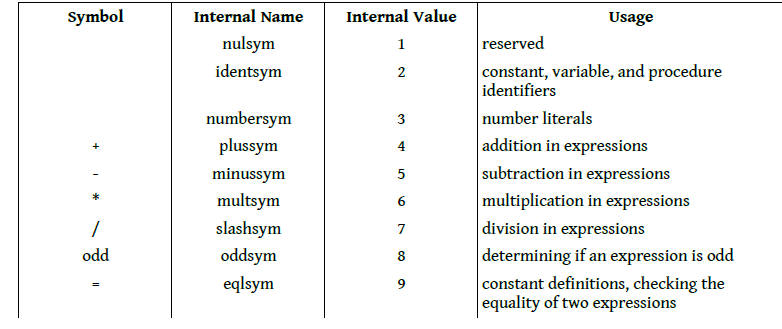 Symbol Internal Name Internal Value Usage
nulsym 1 reserved
identsym 2 constant, variable, and procedure
identifiers
numbersym 3 number literals
+ plussym 4 addition in expressions
- minussym 5 subtraction in expressions
* multsym 6 multiplication in expressions
/ slashsym 7 division in expressions
odd oddsym 8 determining if an expression is odd
= eqlsym 9 constant definitions, checking the
equality of two expressions